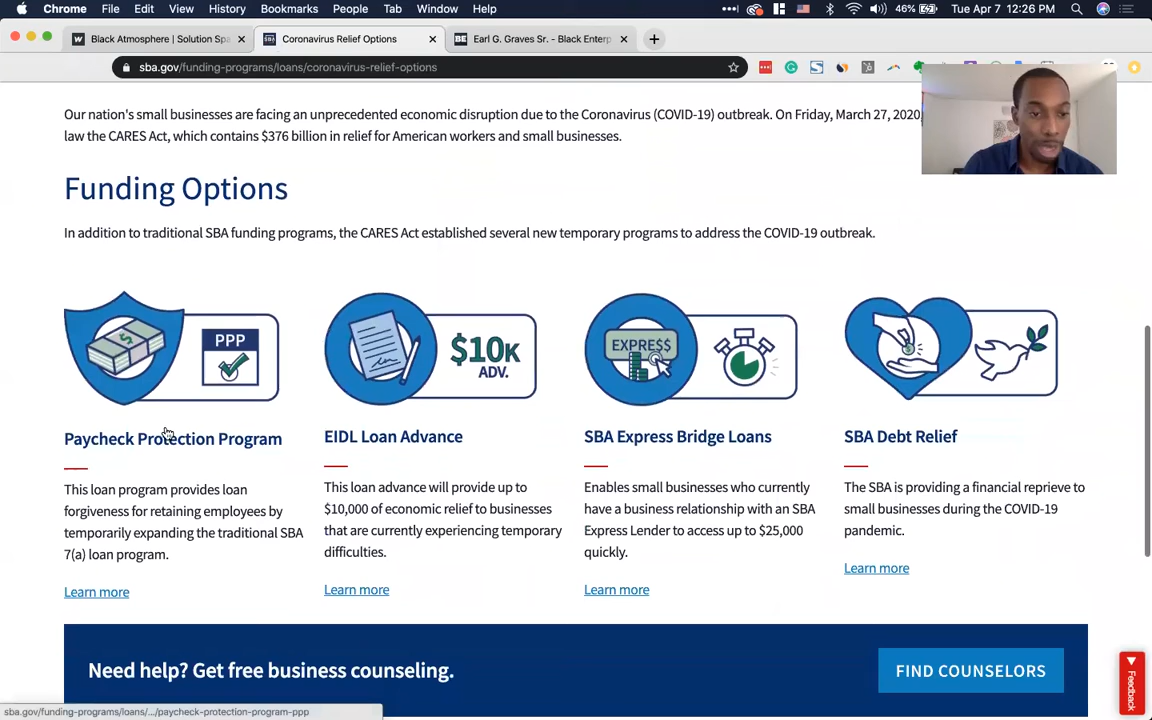 Chrome File Edit View History Bookmarks People Tab Window Help 46% Tue Apr 7 12:26 PM
Black Atmosphere | Solution Spa
Coronavirus Relief Options
BE Earl G. Graves Sr. - Black Enterp
sba.gov/funding-programs/loans/coronavirus-relief-options
Our nation's small businesses are facing an unprecedented economic disruption due to the Coronavirus (COVID-19) outbreak. On Friday, March 27, 2020,
law the CARES Act, which contains $376 billion in relief for American workers and small businesses.
Funding Options
In addition to traditional SBA funding programs, the CARES Act established several new temporary programs to address the COVID-19 outbreak.
PPP
$10K
ADV.
EXPRE$$
Paycheck Protection Program
This loan program provides loan
forgiveness for retaining employees by
temporarily expanding the traditional SBA
7(a) loan program.
Learn more
EIDL Loan Advance
This loan advance will provide up to
$10,000 of economic relief to businesses
that are currently experiencing temporary
difficulties.
Learn more
SBA Express Bridge Loans
Enables small businesses who currently
have a business relationship with an SBA
Express Lender to access up to $25,000
quickly.
Learn more
SBA Debt Relief
The SBA is providing a financial reprieve to
small businesses during the COVID-19
pandemic.
Learn more
Need help? Get free business counseling.
FIND COUNSELORS
Feedback
sba.gov/funding-programs/loans/.../paycheck-protection-program-ppp